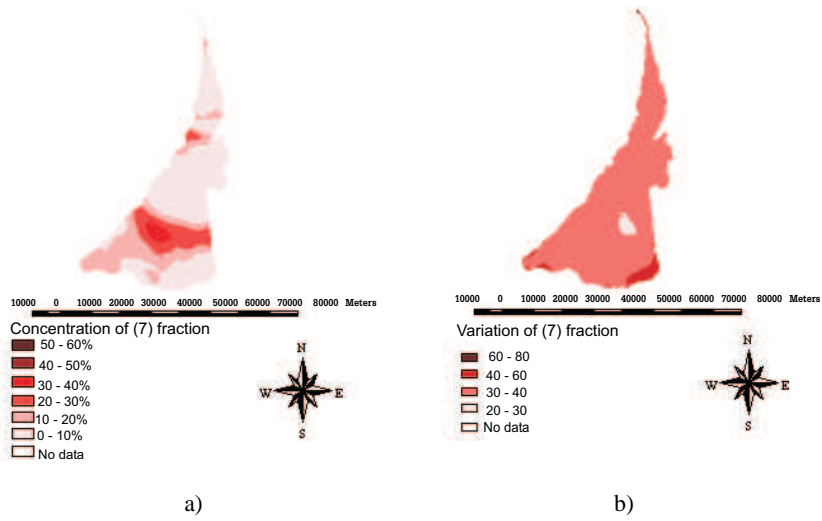 10000 0 10000 20000 30000 40000 50000 60000 70000 80000 Meters
Concentration of (7) fraction
50 - 60%
40 - 50%
30 - 40%
20 - 30%
10 - 20%
0 - 10%
No data
N
W E
S
a)
10000 0 10000 20000 30000 40000 50000 60000 70000 80000 Meters
Variation of (7) fraction
60 - 80
40 - 60
30 - 40
20 - 30
No data
N
W E
S
b)